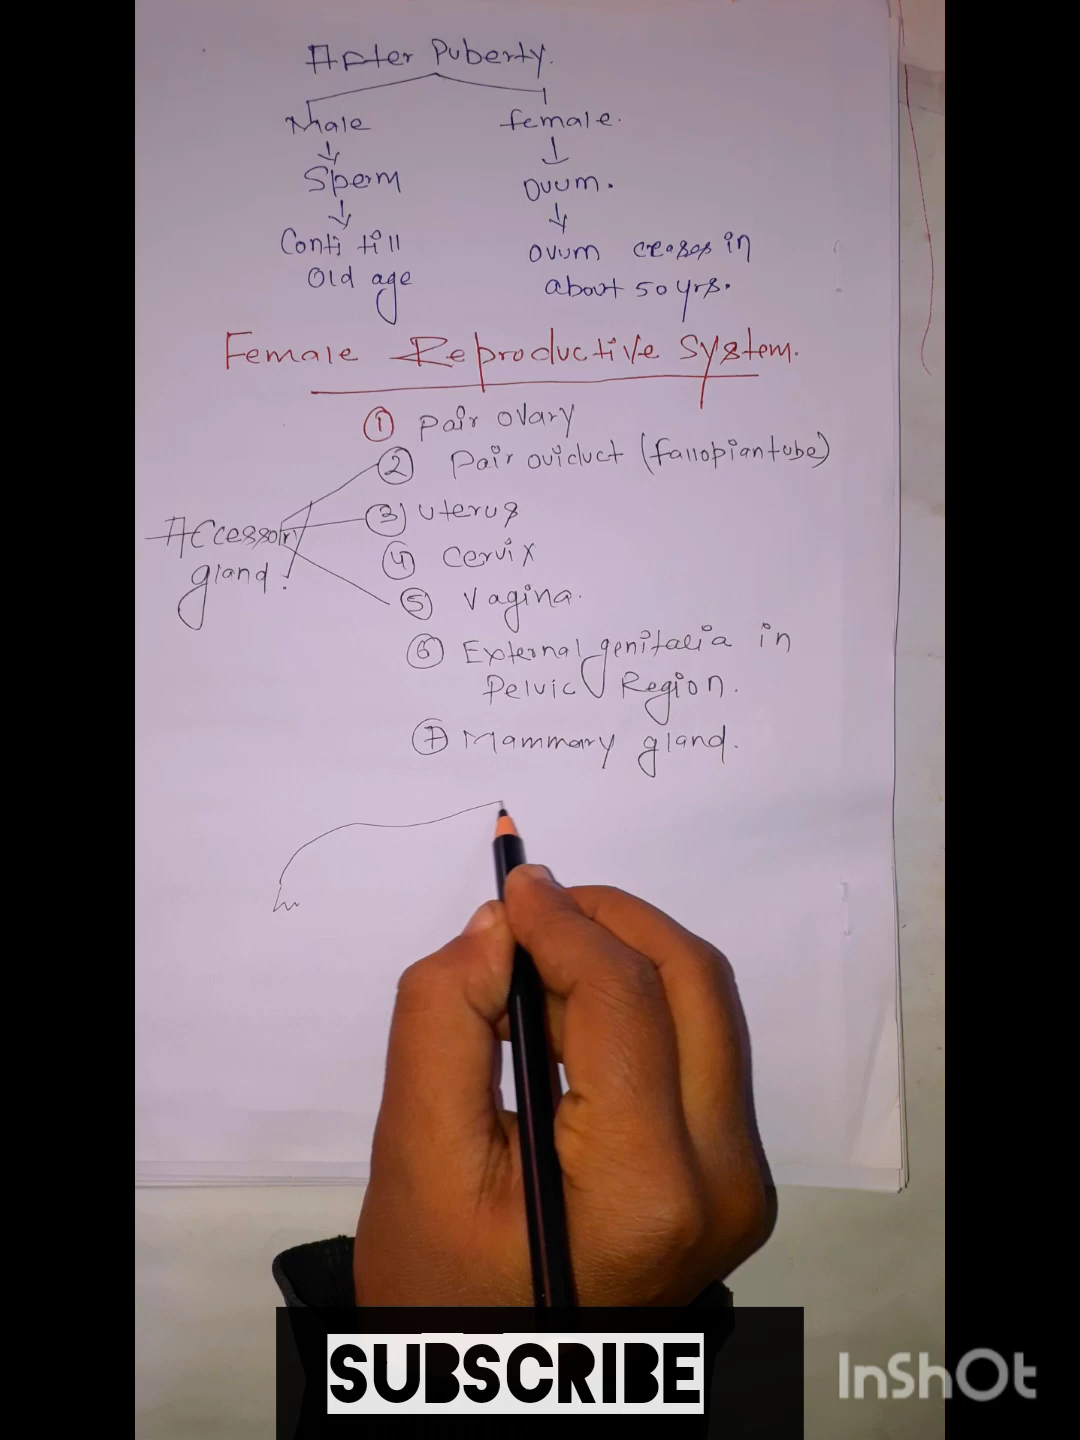 After Puberty.
Male female.
Sperm Ovum.
Conti till Ovum ceases in
Old age about 50 yrs.
Female Reproductive System.
① Pair ovary
② Pair oviduct (fallopian tube)
③ Uterus
Accessory
④ Cervix
gland.
⑤ Vagina.
⑥ External genitalia in
Pelvic Region.
⑦ Mammary gland.
SUBSCRIBE
InShOt